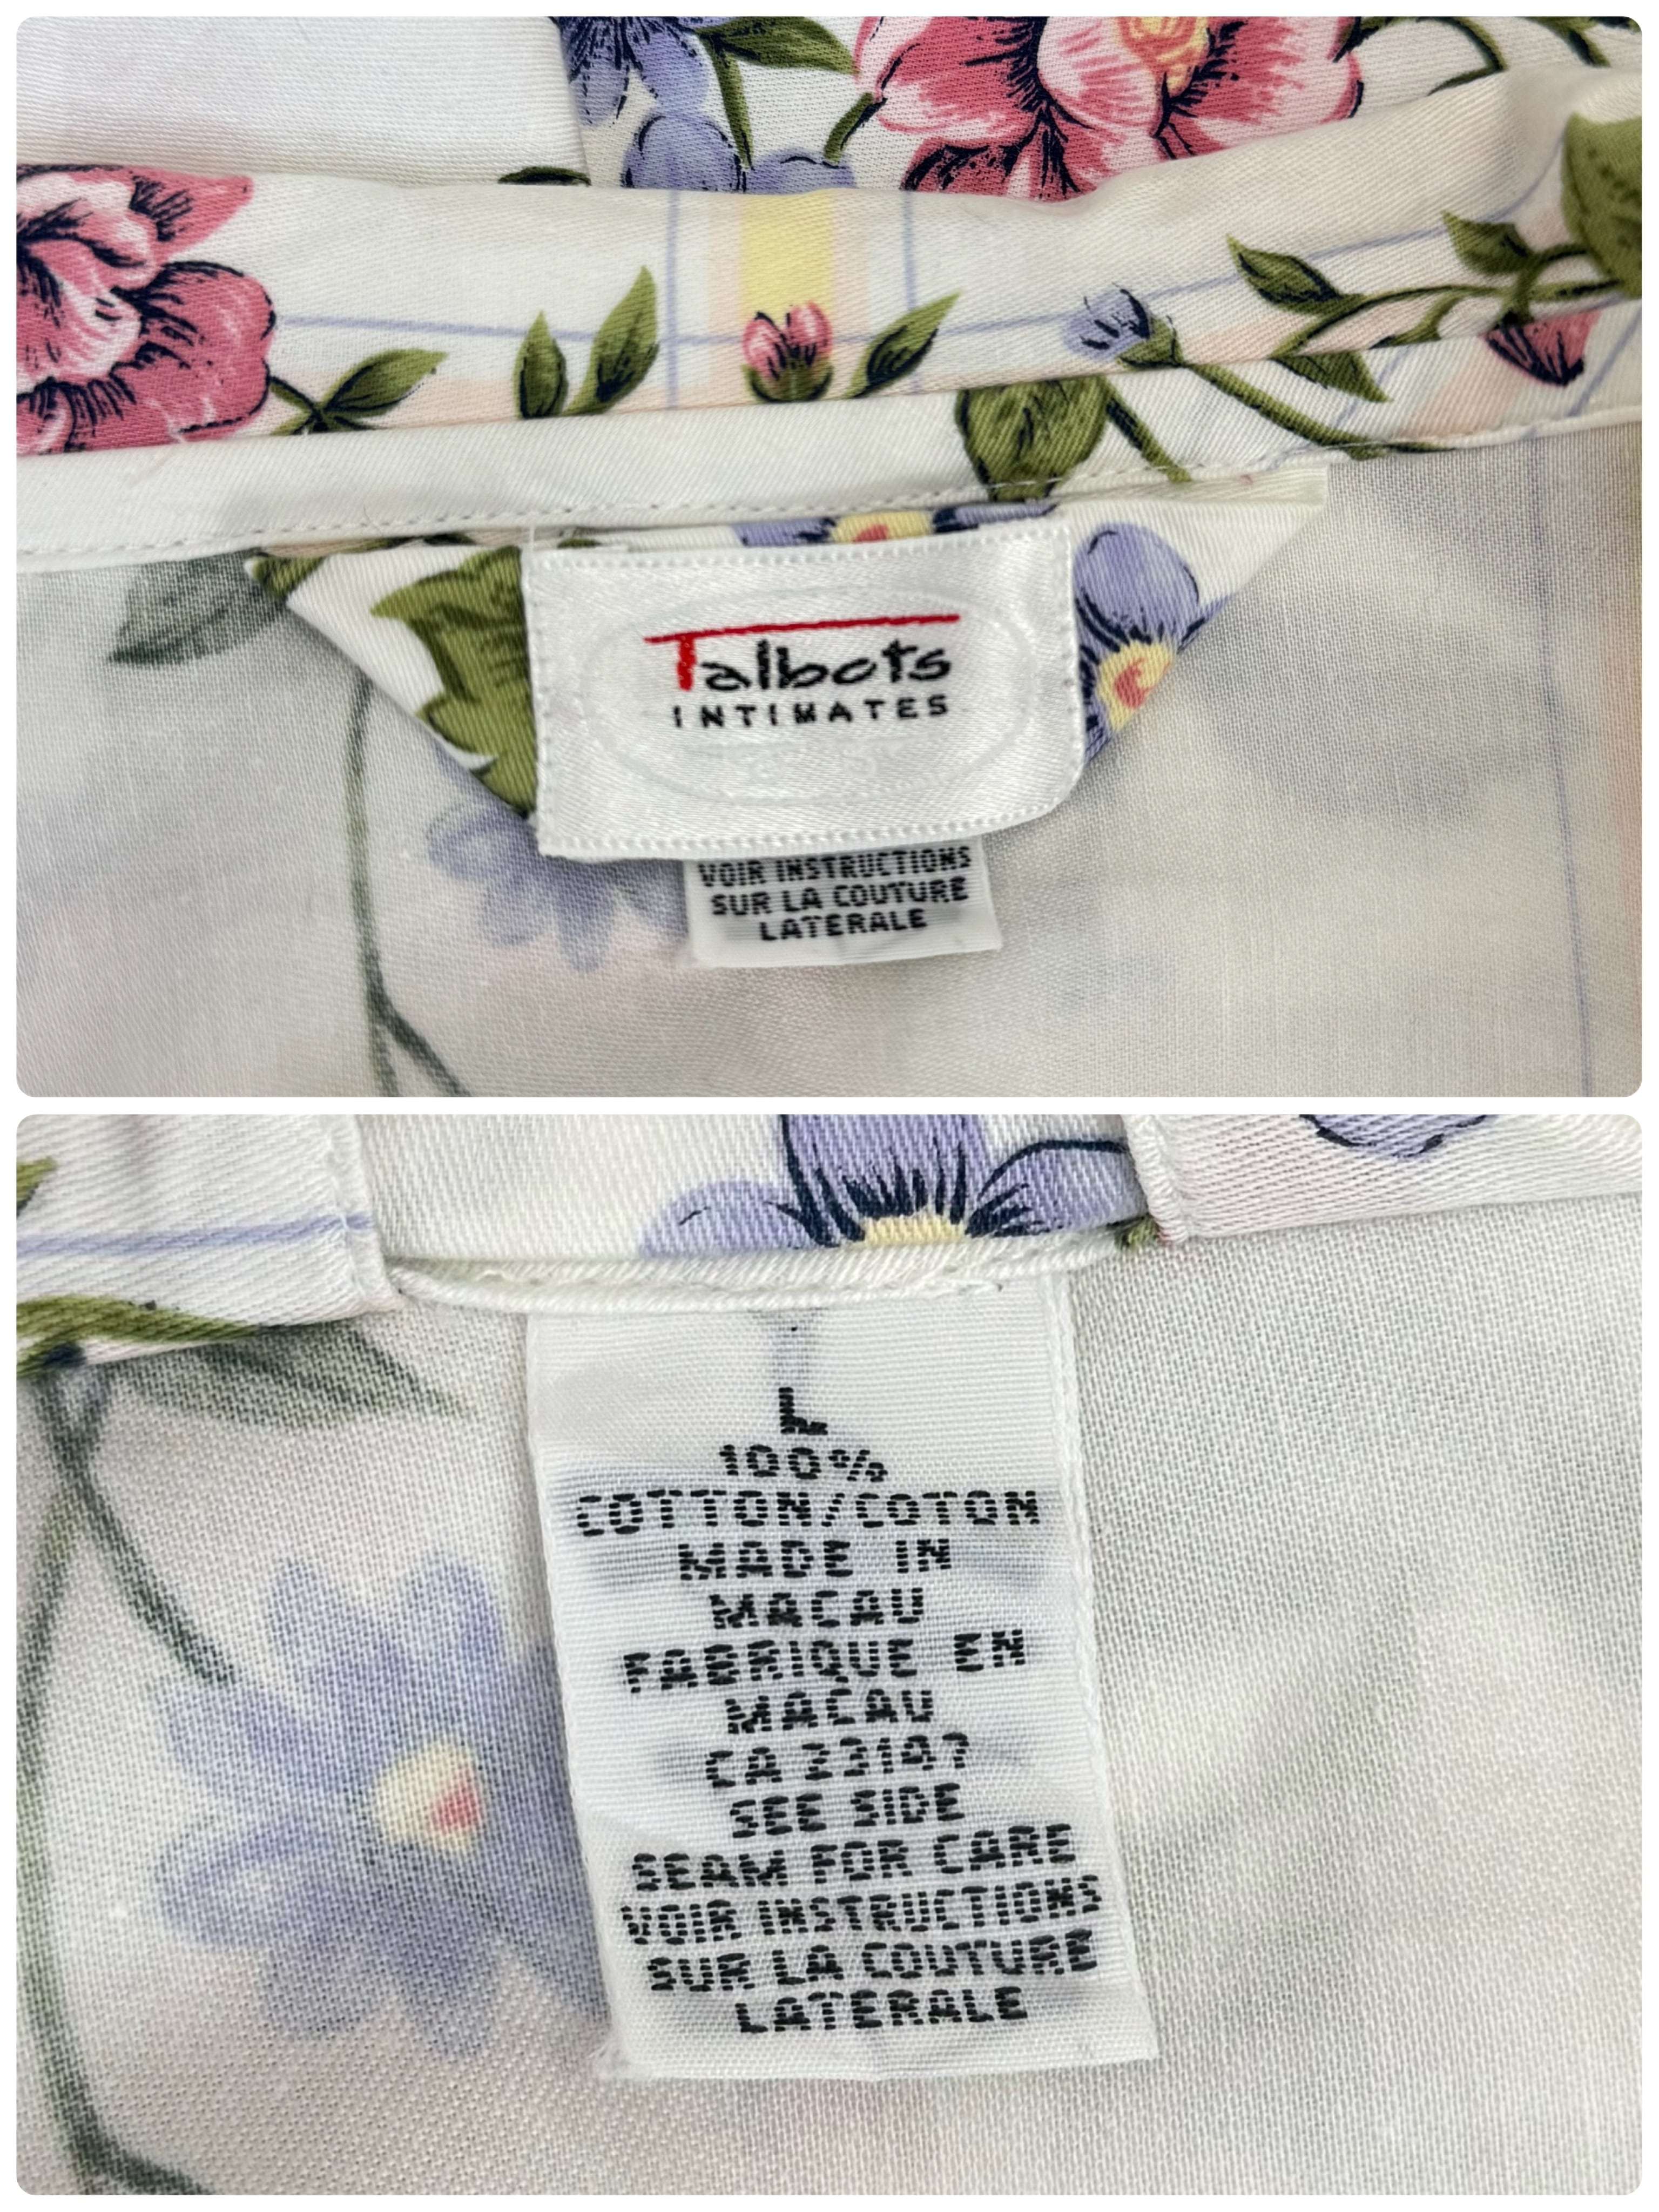 Talbots
INTIMATES
VOIR INSTRUCTIONS
SUR LA COUTURE
LATERALE
L
100%
COTTON/COTON
MADE IN
MACAU
FABRIQUE EN
MACAU
CA 23197
SEE SIDE
SEAM FOR CARE
VOIR INSTRUCTIONS
SUR LA COUTURE
LATERALE